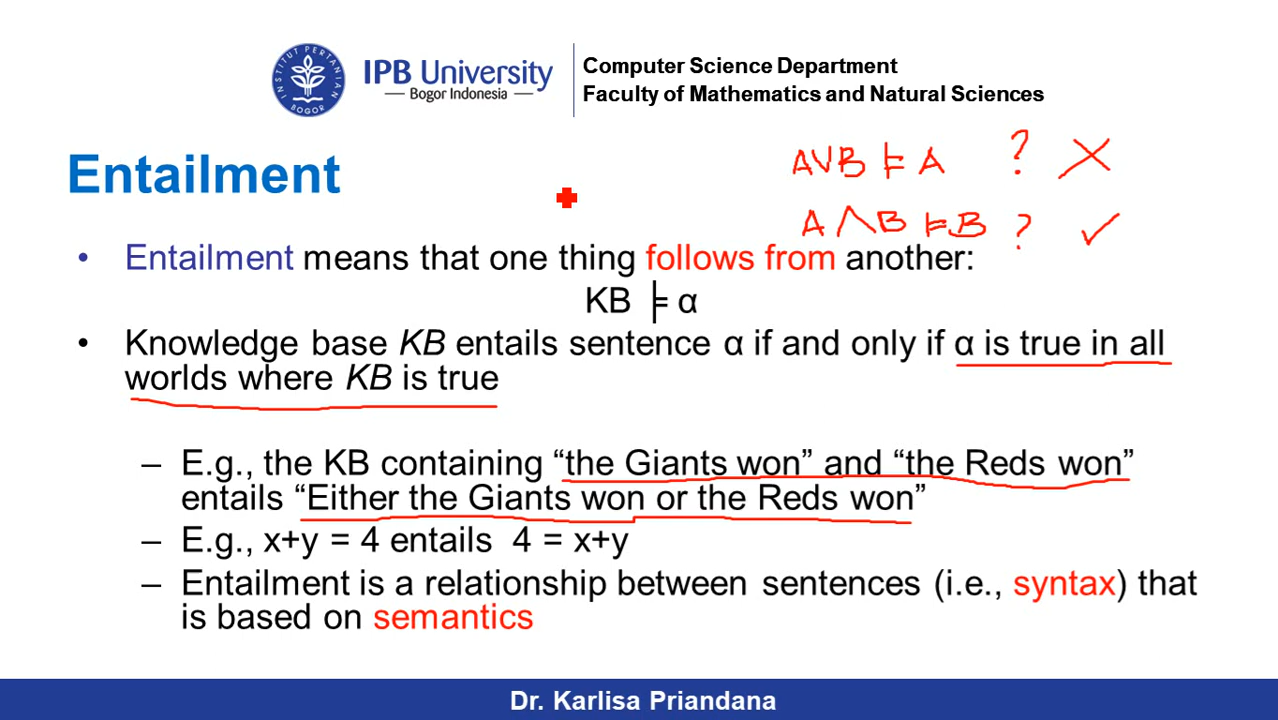 INSTITUT PERTANIAN
BOGOR
IPB University
Bogor Indonesia
Computer Science Department
Faculty of Mathematics and Natural Sciences
Entailment
A∨B ⊨ A ? ✗
A ∧ B ⊨ B ? ✓
• Entailment means that one thing follows from another:
KB ⊨ α
• Knowledge base KB entails sentence α if and only if α is true in all
worlds where KB is true
– E.g., the KB containing “the Giants won” and “the Reds won”
entails “Either the Giants won or the Reds won”
– E.g., x+y = 4 entails 4 = x+y
– Entailment is a relationship between sentences (i.e., syntax) that
is based on semantics
Dr. Karlisa Priandana